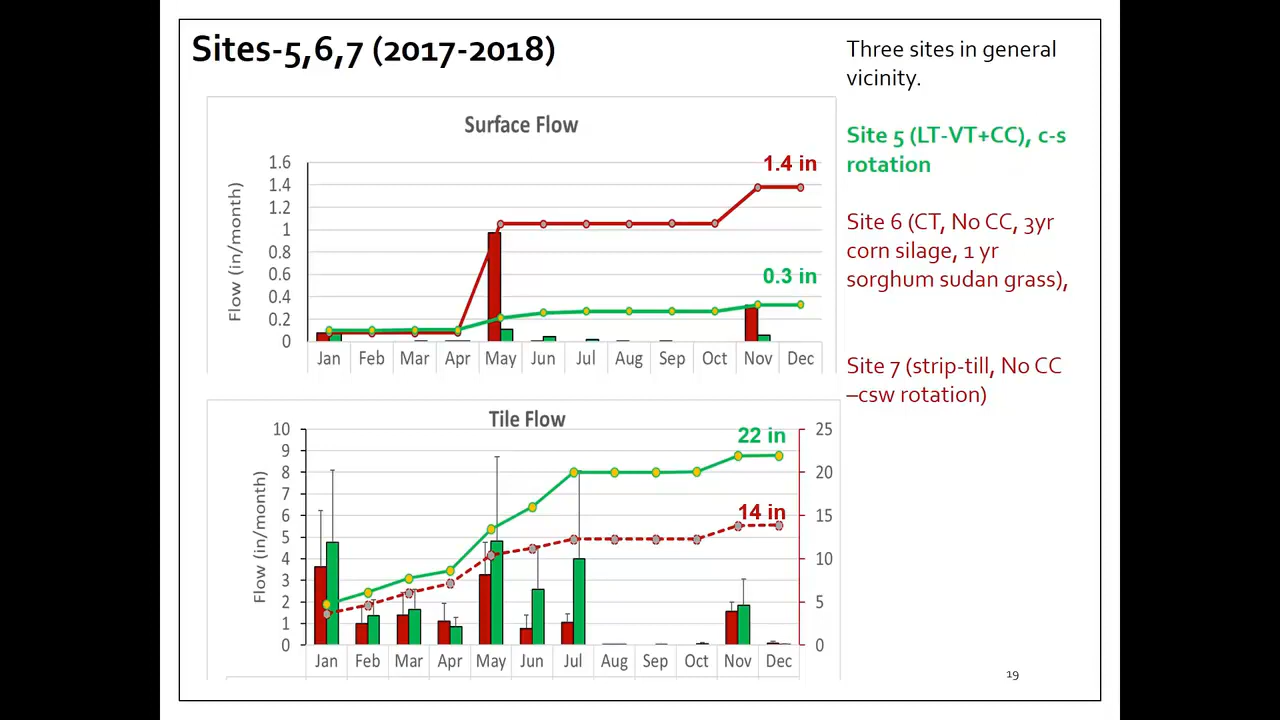 Sites-5,6,7 (2017-2018)
Three sites in general
vicinity.
Site 5 (LT-VT+CC), c-s
rotation
Site 6 (CT, No CC, 3yr
corn silage, 1 yr
sorghum sudan grass),
Site 7 (strip-till, No CC
–csw rotation)
Surface Flow
Flow (in/month)
1.6
1.4
1.2
1
0.8
0.6
0.4
0.2
0
1.4 in
0.3 in
Jan Feb Mar Apr May Jun Jul Aug Sep Oct Nov Dec
Tile Flow
Flow (in/month)
10
9
8
7
6
5
4
3
2
1
0
22 in
14 in
25
20
15
10
5
0
Jan Feb Mar Apr May Jun Jul Aug Sep Oct Nov Dec
19